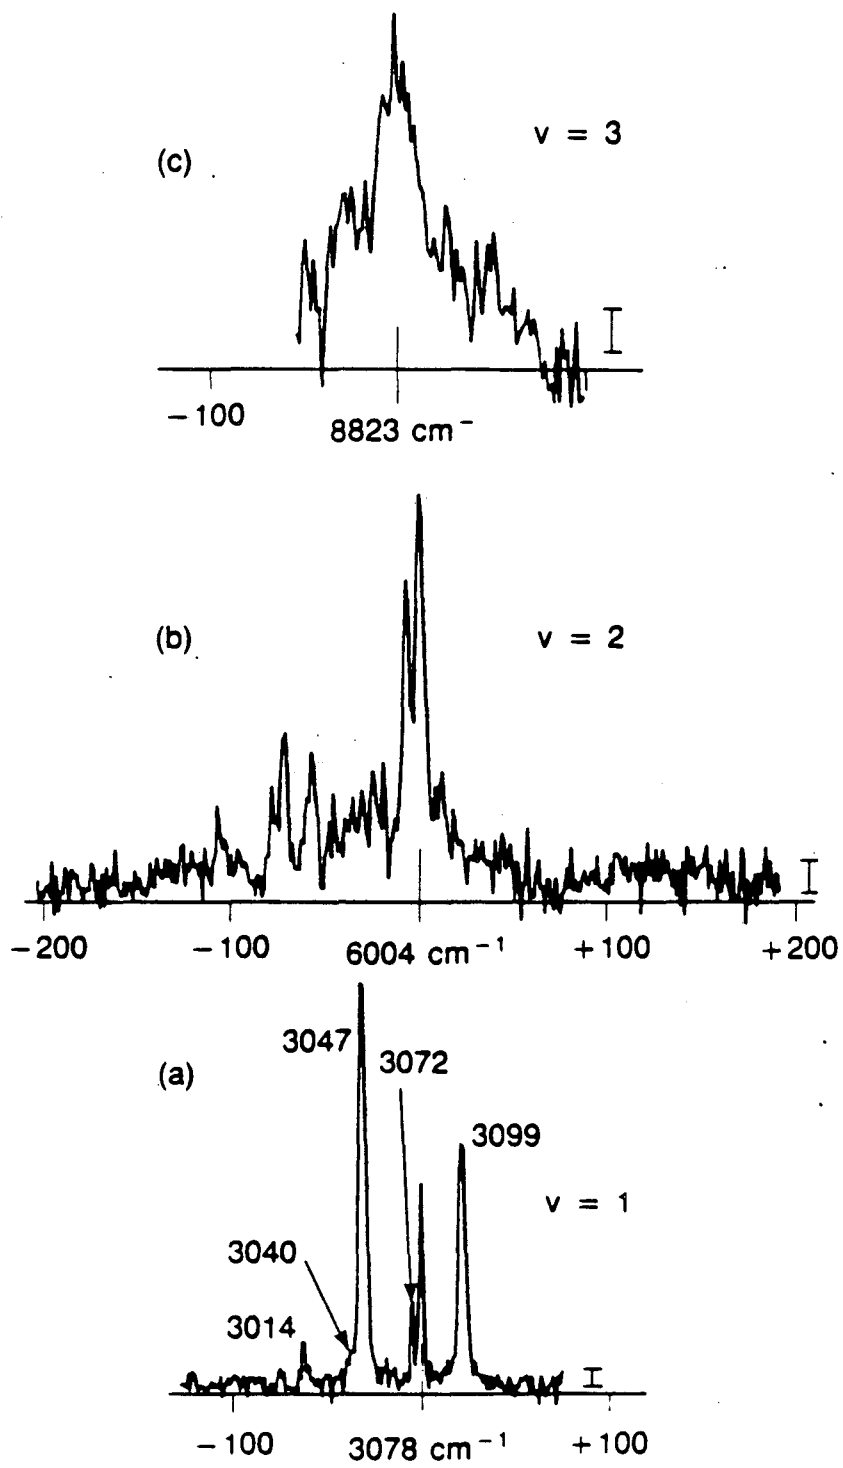 (c)
v = 3
−100
8823 cm⁻
(b)
v = 2
−200 −100 6004 cm⁻¹ +100 +200
(a)
3047
3072
3099
v = 1
3040
3014
−100 3078 cm⁻¹ +100